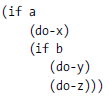 (if a
    (do-x)
    (if b
        (do-y)
        (do-z)))